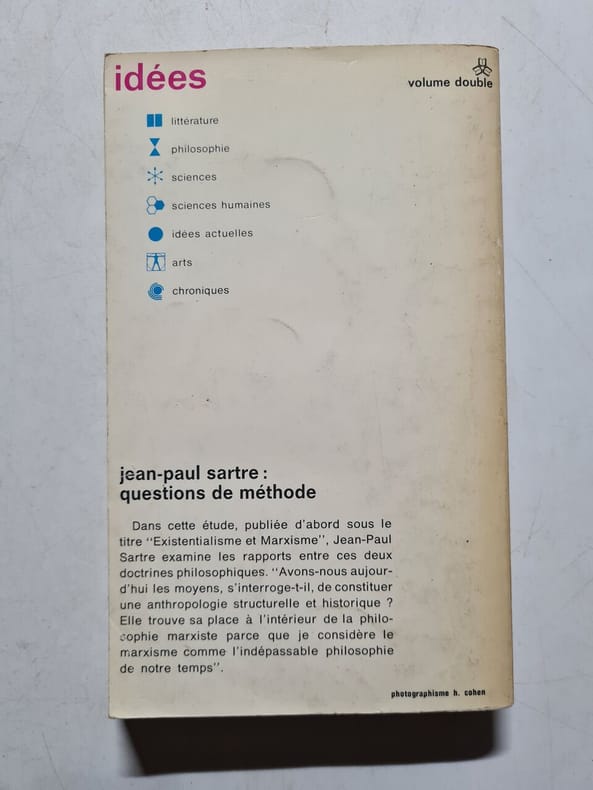 idées
volume double
littérature
philosophie
sciences
sciences humaines
idées actuelles
arts
chroniques
jean-paul sartre :
questions de méthode
Dans cette étude, publiée d'abord sous le
titre "Existentialisme et Marxisme", Jean-Paul
Sartre examine les rapports entre ces deux
doctrines philosophiques. "Avons-nous aujour-
d'hui les moyens, s'interroge-t-il, de constituer
une anthropologie structurelle et historique ?
Elle trouve sa place à l'intérieur de la philo-
sophie marxiste parce que je considère le
marxisme comme l'indépassable philosophie
de notre temps".
photographisme h. cohen